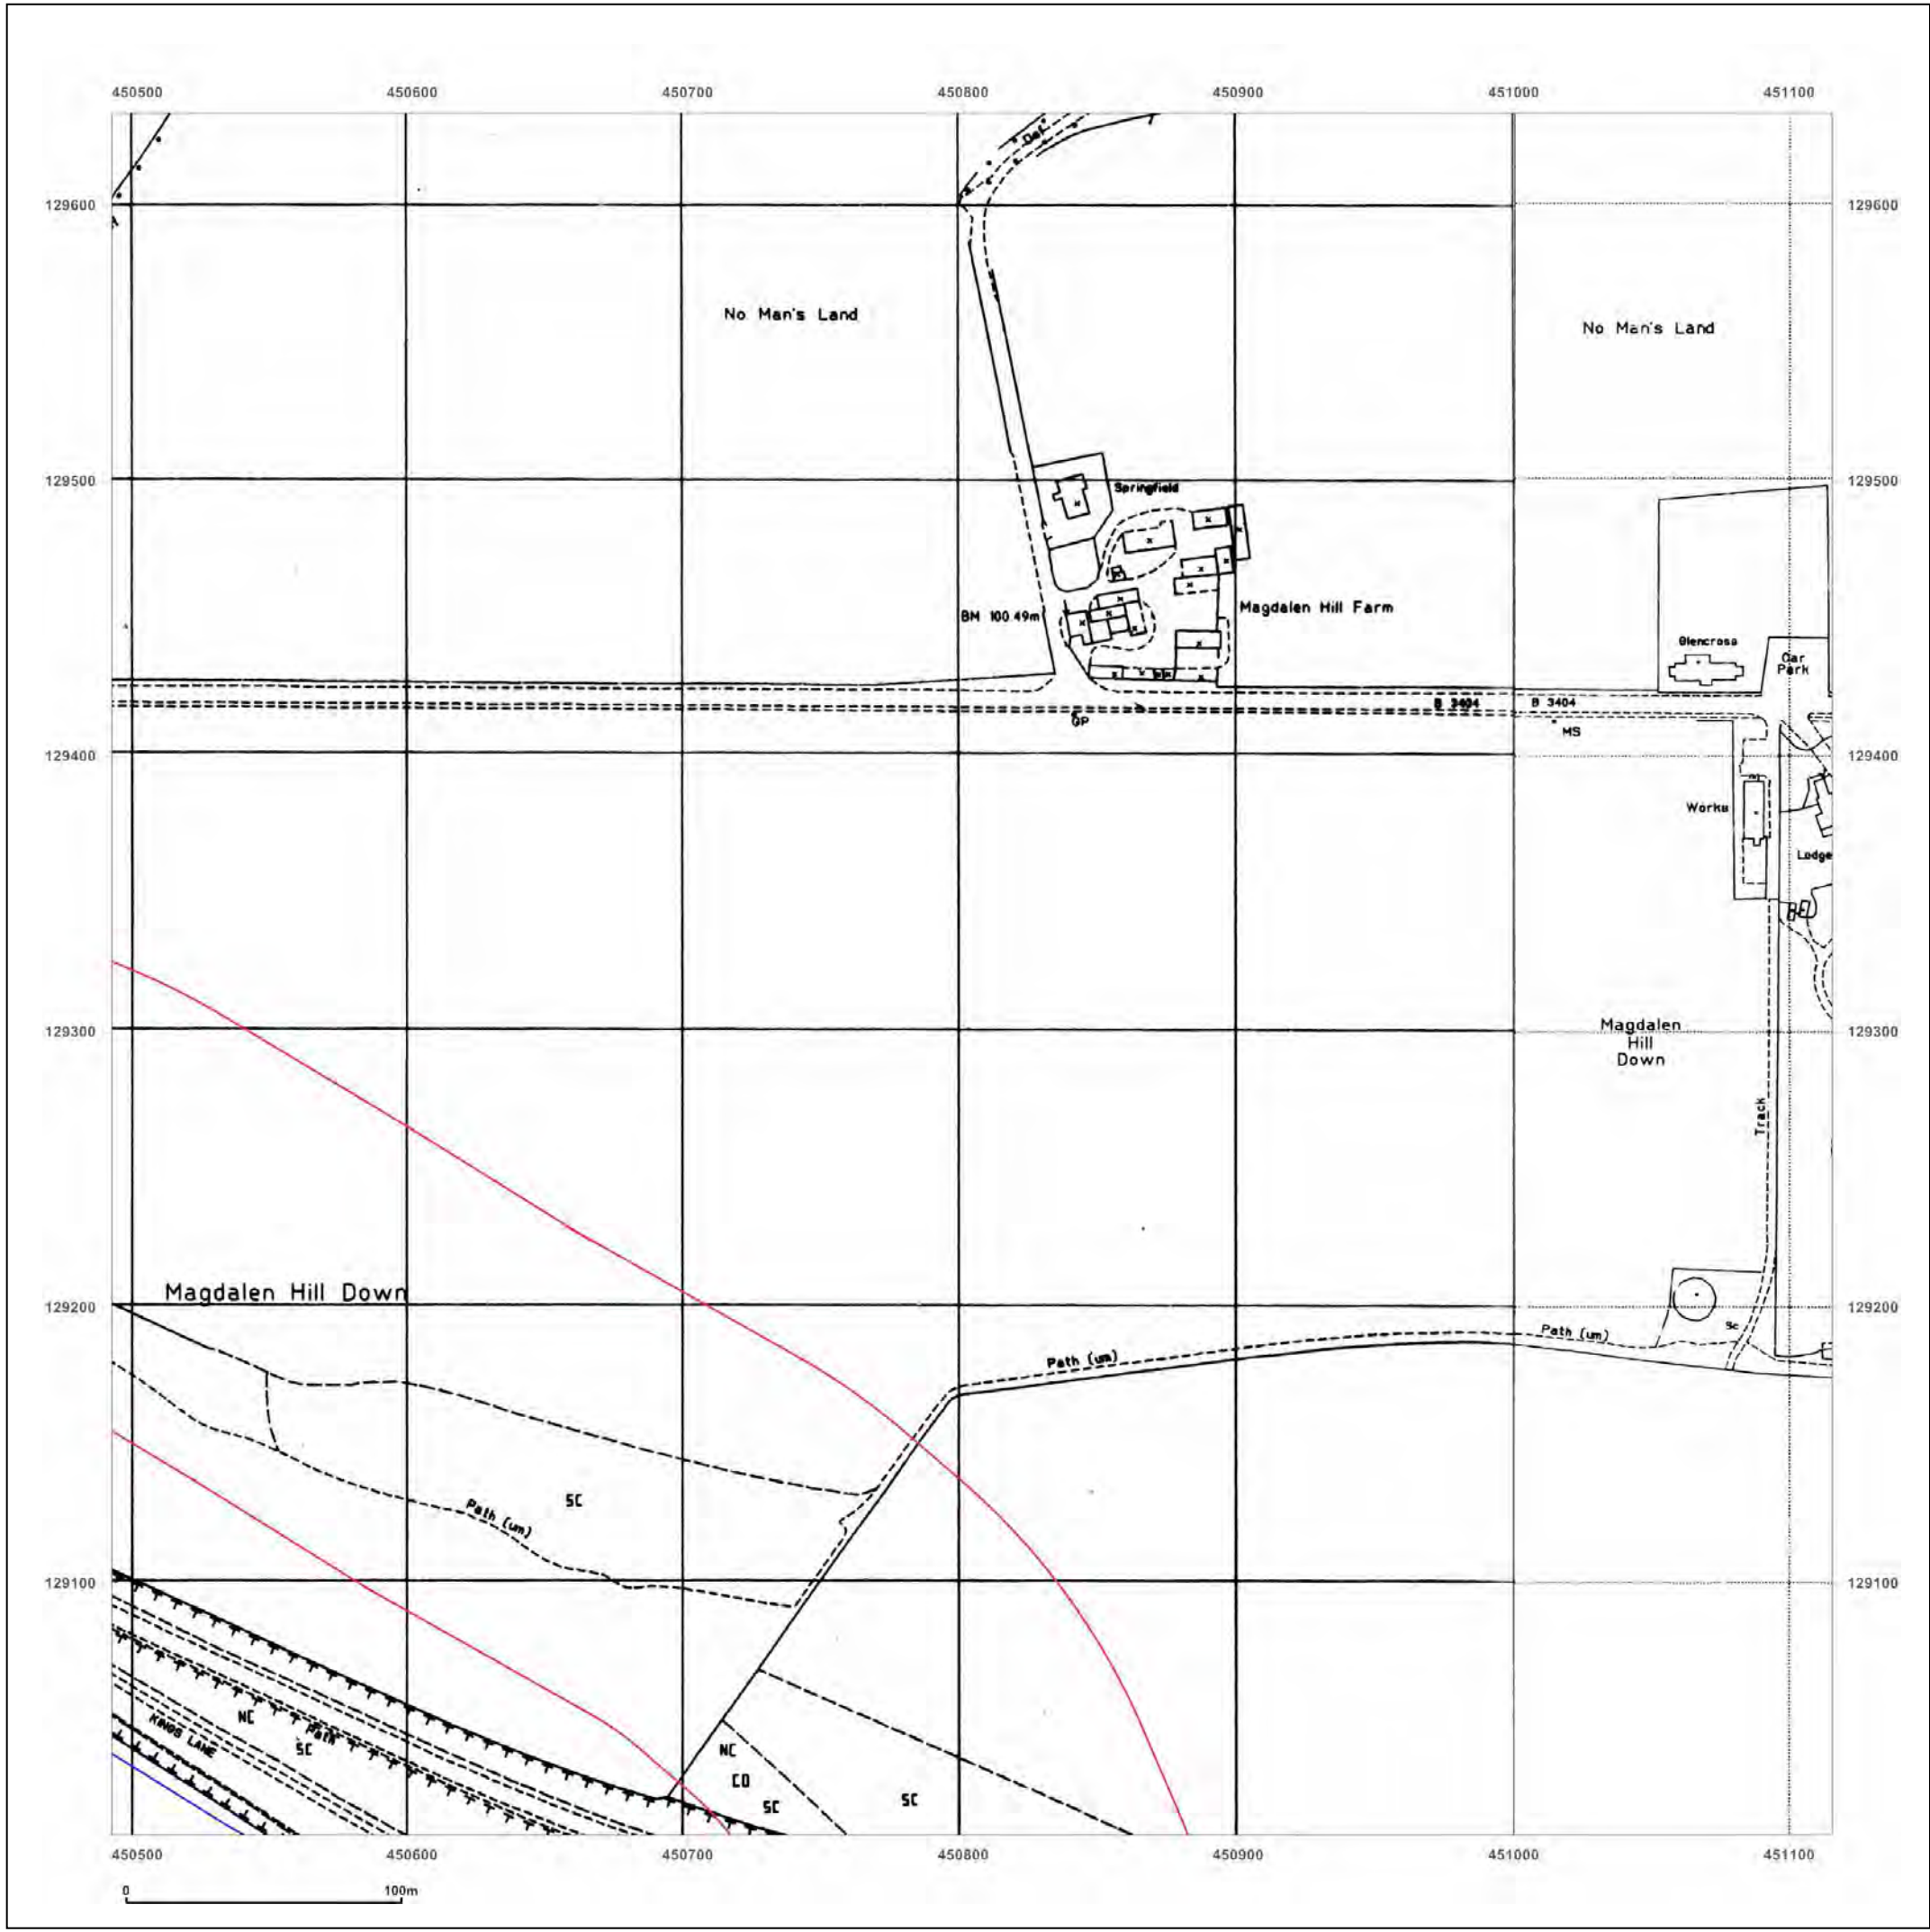 450500 450600 450700 450800 450900 451000 451100
Def
129600 129600
No Man's Land
No Man's Land
129500 129500
Springfield
BM 100.49m
Magdalen Hill Farm
Glencross
Car
Park
B 3404 B 3404
GP
MS
129400 129400
Works
Lodge
129300 129300
Magdalen
Hill
Down
Track
Magdalen Hill Down
129200 129200
Sc
Path (um)
Path (um)
SC
Path (um)
129100 129100
NC
KINGS LANE
Path
SC
NC
CO
SC
SC
450500 450600 450700 450800 450900 451000 451100
0 100m